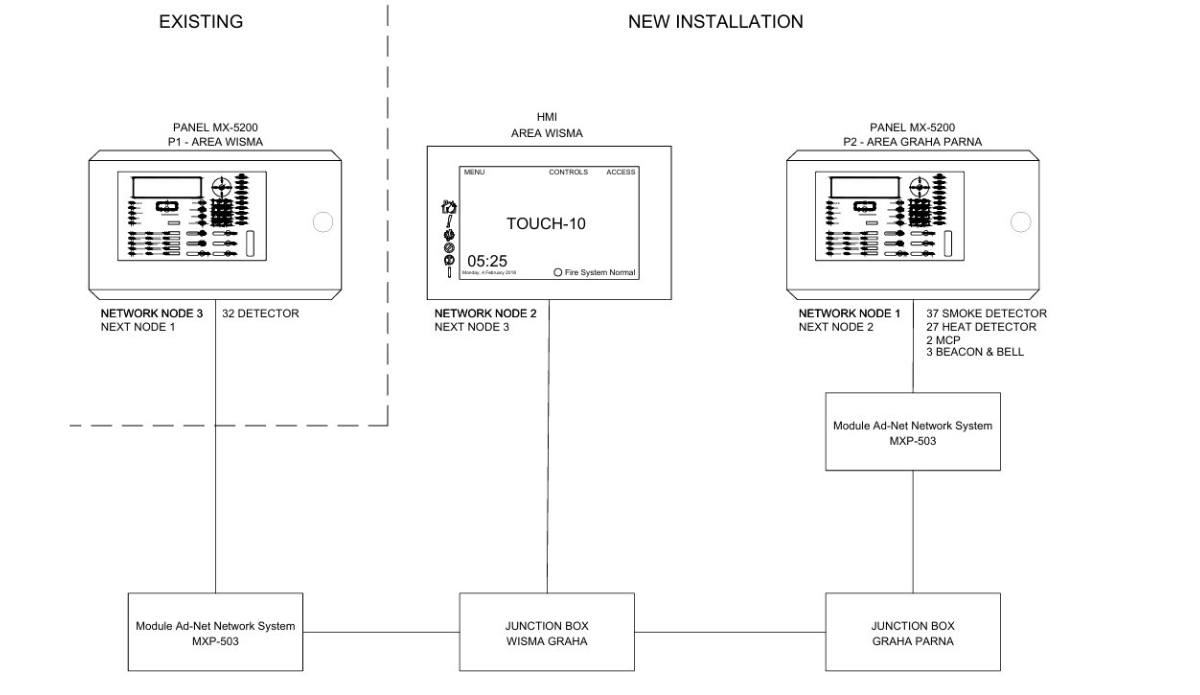 EXISTING
NEW INSTALLATION
PANEL MX-5200
P1 - AREA WISMA
HMI
AREA WISMA
PANEL MX-5200
P2 - AREA GRAHA PARNA
MENU CONTROLS ACCESS
TOUCH-10
05:25
Monday, 4 February 2018
Fire System Normal
NETWORK NODE 3
NEXT NODE 1
32 DETECTOR
NETWORK NODE 2
NEXT NODE 3
NETWORK NODE 1
NEXT NODE 2
37 SMOKE DETECTOR
27 HEAT DETECTOR
2 MCP
3 BEACON & BELL
Module Ad-Net Network System
MXP-503
Module Ad-Net Network System
MXP-503
JUNCTION BOX
WISMA GRAHA
JUNCTION BOX
GRAHA PARNA